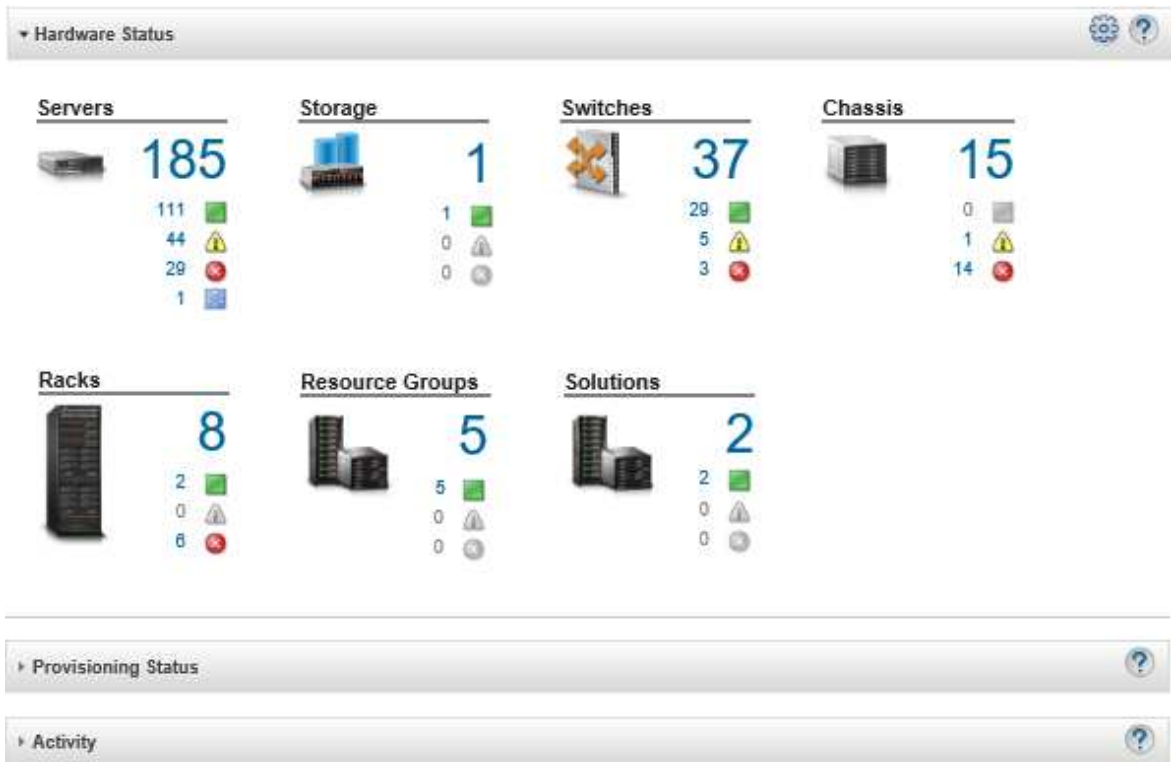 Hardware Status
Servers
185
111
44
29
1
Storage
1
1
0
0
Switches
37
29
5
3
Chassis
15
0
1
14
Racks
8
2
0
6
Resource Groups
5
5
0
0
Solutions
2
2
0
0
Provisioning Status
Activity